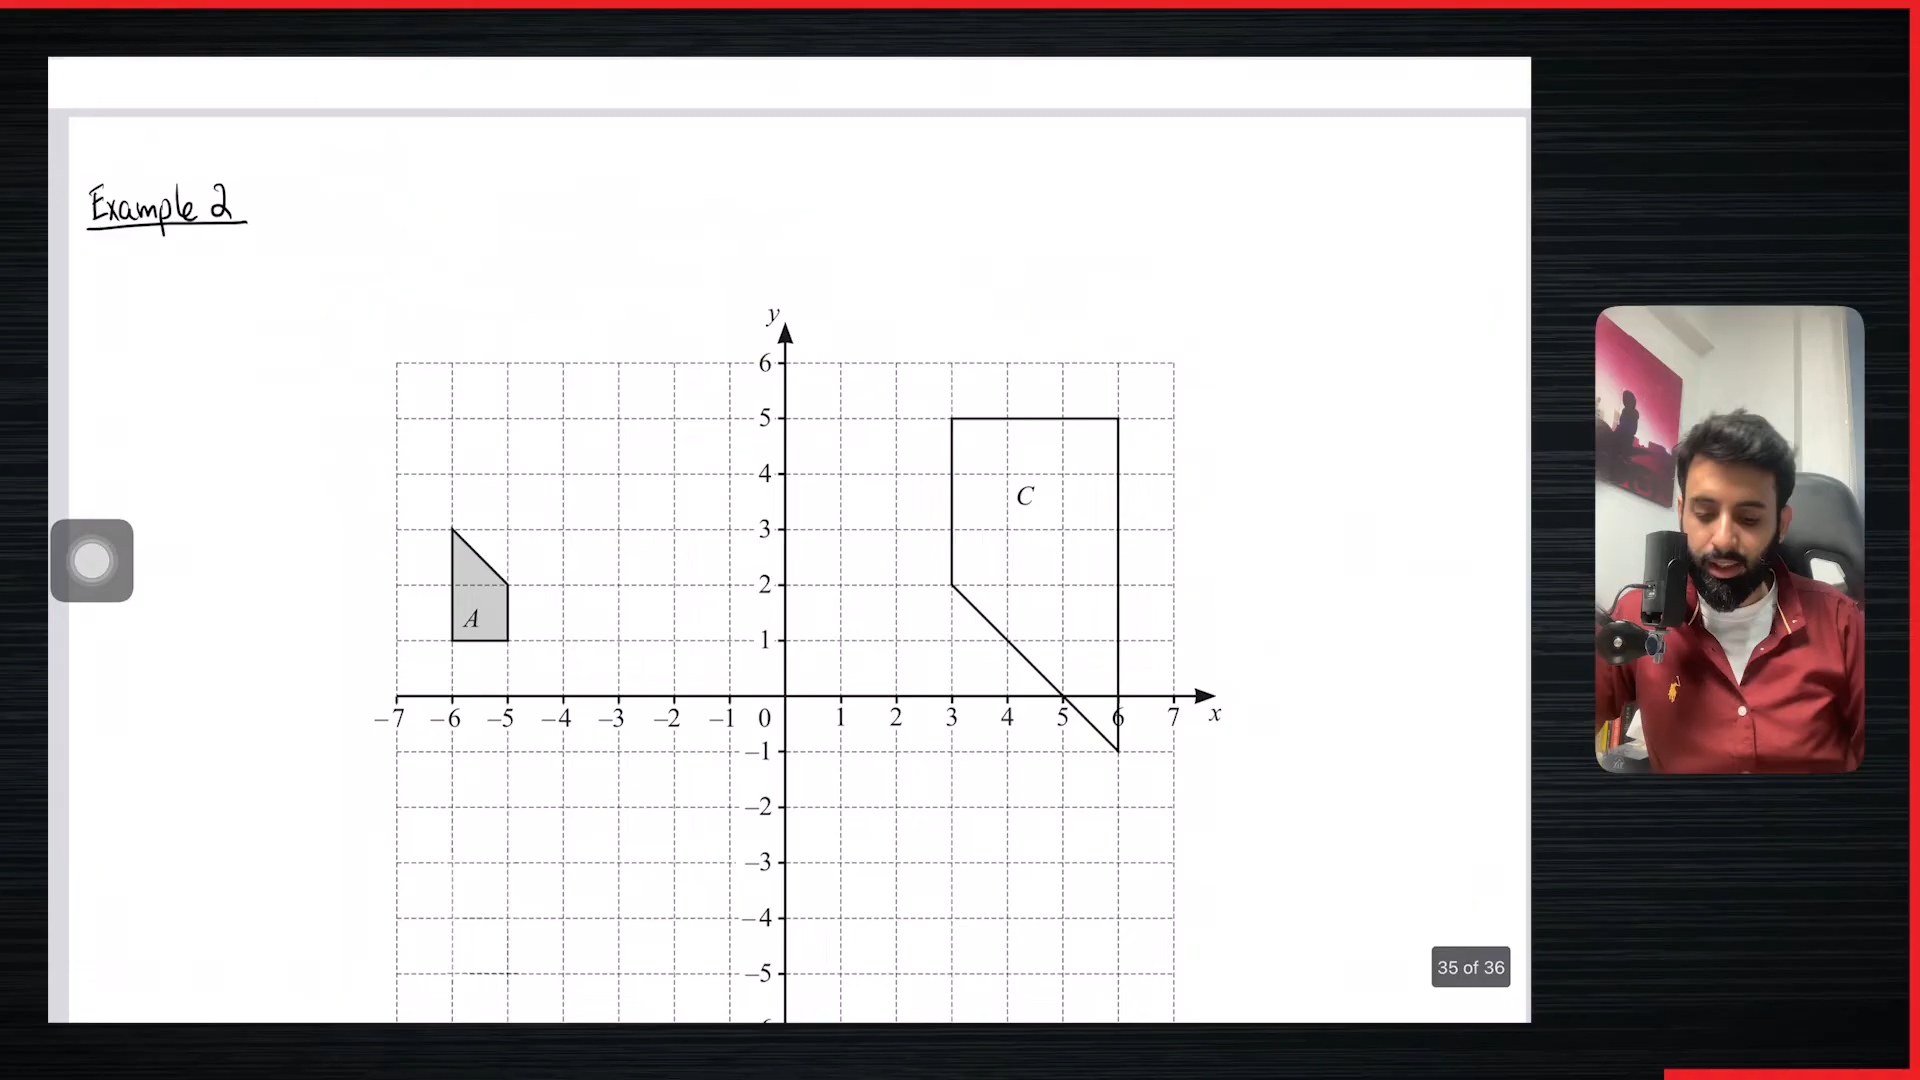 Example 2
y
6
5
4
C
3
2
A
1
–7 –6 –5 –4 –3 –2 –1 0 1 2 3 4 5 6 7 x
–1
–2
–3
–4
–5
35 of 36